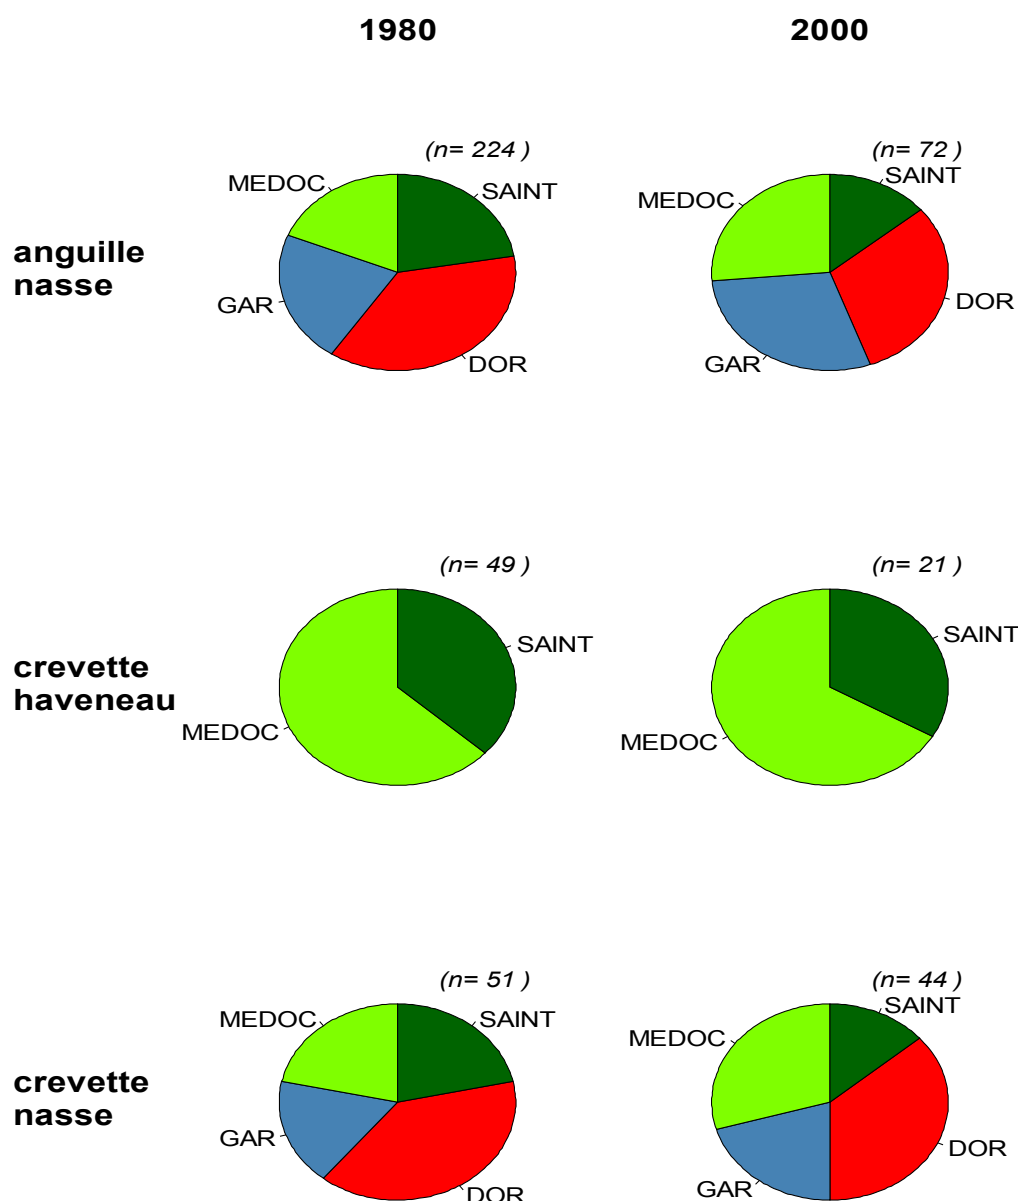 1980
2000
(n= 224 )
(n= 72 )
MEDOC
SAINT
MEDOC
SAINT
anguille
nasse
GAR
DOR
DOR
GAR
(n= 49 )
(n= 21 )
SAINT
SAINT
crevette
haveneau
MEDOC
MEDOC
(n= 51 )
(n= 44 )
MEDOC
SAINT
MEDOC
SAINT
crevette
nasse
GAR
DOR
DOR
GAR